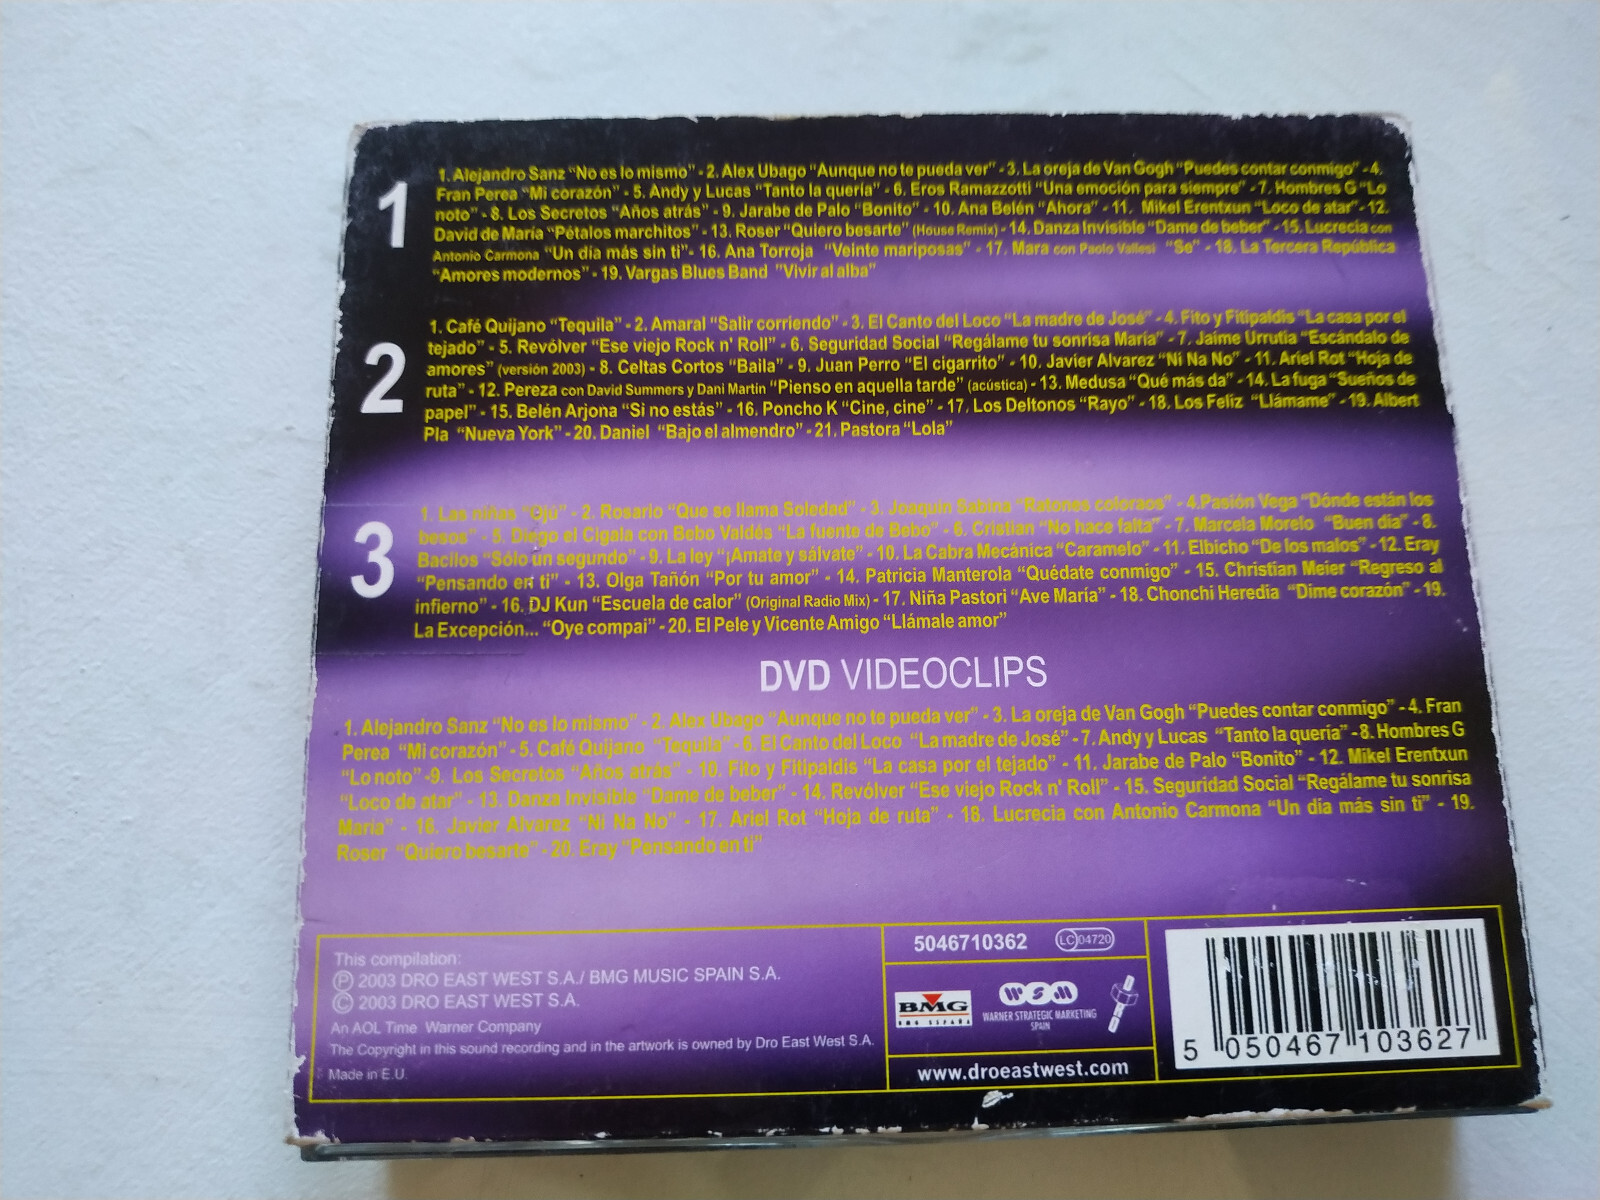 1
1. Alejandro Sanz “No es lo mismo” - 2. Alex Ubago “Aunque no te pueda ver” - 3. La oreja de Van Gogh “Puedes contar conmigo” - 4.
Fran Perea “Mi corazón” - 5. Andy y Lucas “Tanto la quería” - 6. Eros Ramazzotti “Una emoción para siempre” - 7. Hombres G “Lo
noto” - 8. Los Secretos “Años atrás” - 9. Jarabe de Palo “Bonito” - 10. Ana Belén “Ahora” - 11. Mikel Erentxun “Loco de atar” - 12.
David de María “Pétalos marchitos” - 13. Roser “Quiero besarte” (House Remix) - 14. Danza Invisible “Dame de beber” - 15. Lucrecia con
Antonio Carmona “Un día más sin ti” - 16. Ana Torroja “Veinte mariposas” - 17. Mara con Paolo Vallesi “Se” - 18. La Tercera República
“Amores modernos” - 19. Vargas Blues Band “Vivir al alba”
2
1. Café Quijano “Tequila” - 2. Amaral “Salir corriendo” - 3. El Canto del Loco “La madre de José” - 4. Fito y Fitipaldis “La casa por el
tejado” - 5. Revólver “Ese viejo Rock n' Roll” - 6. Seguridad Social “Regálame tu sonrisa María” - 7. Jaime Urrutia “Escándalo de
amores” (versión 2003) - 8. Celtas Cortos “Baila” - 9. Juan Perro “El cigarrito” - 10. Javier Alvarez “Ni Na No” - 11. Ariel Rot “Hoja de
ruta” - 12. Pereza con David Summers y Dani Martin “Pienso en aquella tarde” (acústica) - 13. Medusa “Qué más da” - 14. La fuga “Sueños de
papel” - 15. Belén Arjona “Si no estás” - 16. Poncho K “Cine, cine” - 17. Los Deltonos “Rayo” - 18. Los Feliz “Llámame” - 19. Albert
Pla “Nueva York” - 20. Daniel “Bajo el almendro” - 21. Pastora “Lola”
3
1. Las niñas “Ojú” - 2. Rosario “Que se llama Soledad” - 3. Joaquín Sabina “Ratones coloraos” - 4.Pasión Vega “Dónde están los
besos” - 5. Diego el Cigala con Bebo Valdés “La fuente de Bebo” - 6. Cristian “No hace falta” - 7. Marcela Morelo “Buen día” - 8.
Bacilos “Sólo un segundo” - 9. La ley “¡Amate y sálvate” - 10. La Cabra Mecánica “Caramelo” - 11. Elbicho “De los malos” - 12. Eray
“Pensando en ti” - 13. Olga Tañón “Por tu amor” - 14. Patricia Manterola “Quédate conmigo” - 15. Christian Meier “Regreso al
infierno” - 16. DJ Kun “Escuela de calor” (Original Radio Mix) - 17. Niña Pastori “Ave María” - 18. Chonchi Heredia “Dime corazón” - 19.
La Excepción... “Oye compai” - 20. El Pele y Vicente Amigo “Llámale amor”
DVD VIDEOCLIPS
1. Alejandro Sanz “No es lo mismo” - 2. Alex Ubago “Aunque no te pueda ver” - 3. La oreja de Van Gogh “Puedes contar conmigo” - 4. Fran
Perea “Mi corazón” - 5. Café Quijano “Tequila” - 6. El Canto del Loco “La madre de José” - 7. Andy y Lucas “Tanto la quería” - 8. Hombres G
“Lo noto” -9. Los Secretos “Años atrás” - 10. Fito y Fitipaldis “La casa por el tejado” - 11. Jarabe de Palo “Bonito” - 12. Mikel Erentxun
“Loco de atar” - 13. Danza Invisible “Dame de beber” - 14. Revólver “Ese viejo Rock n' Roll” - 15. Seguridad Social “Regálame tu sonrisa
María” - 16. Javier Alvarez “Ni Na No” - 17. Ariel Rot “Hoja de ruta” - 18. Lucrecia con Antonio Carmona “Un día más sin ti” - 19.
Roser “Quiero besarte” - 20. Eray “Pensando en ti”
This compilation:
Ⓟ 2003 DRO EAST WEST S.A./ BMG MUSIC SPAIN S.A.
© 2003 DRO EAST WEST S.A.
An AOL Time Warner Company
The Copyright in this sound recording and in the artwork is owned by Dro East West S.A.
Made in E.U.
5046710362
LC 04720
BMG
BMG ESPAÑA
WSM
WARNER STRATEGIC MARKETING
SPAIN
www.droeastwest.com
5 050467 103627